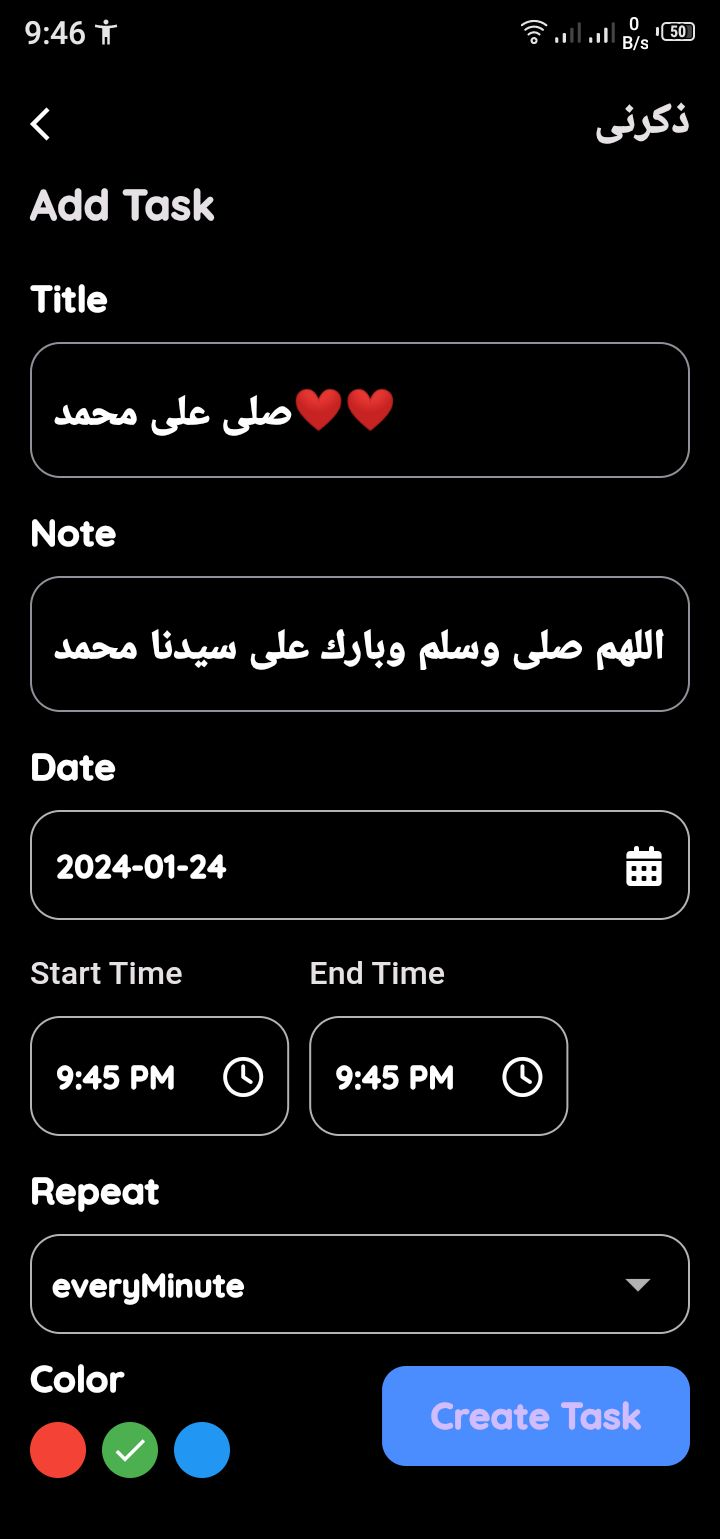 9:46
0
B/s
50
ذكرنى
Add Task
Title
صلى على محمد❤️❤️
Note
اللهم صلى وسلم وبارك على سيدنا محمد
Date
2024-01-24
Start Time End Time
9:45 PM 9:45 PM
Repeat
everyMinute
Color
Create Task